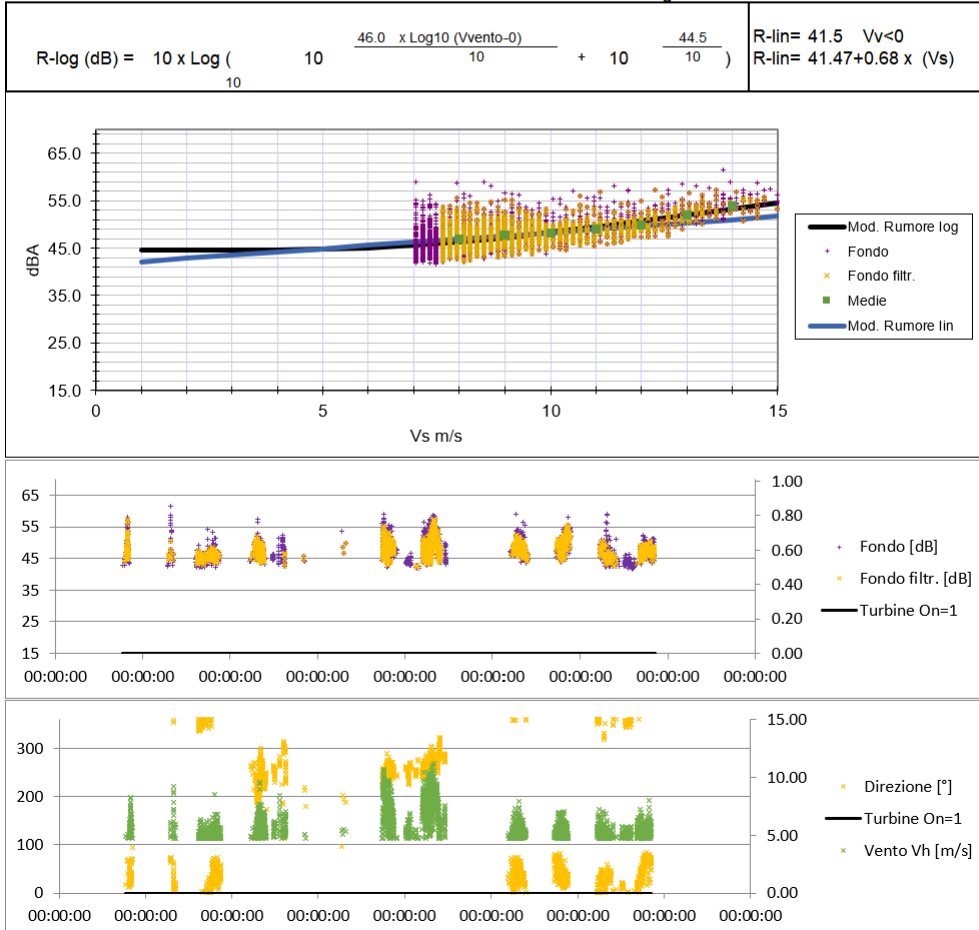 46.0 x Log10 (Vvento-0) 44.5
R-log (dB) = 10 x Log ( 10 10 + 10 10 )
10
R-lin= 41.5 Vv<0
R-lin= 41.47+0.68 x (Vs)
65.0
55.0
45.0
35.0
25.0
15.0
dBA
0 5 10 15
Vs m/s
Mod. Rumore log
Fondo
Fondo filtr.
Medie
Mod. Rumore lin
65
55
45
35
25
15
1.00
0.80
0.60
0.40
0.20
0.00
00:00:00 00:00:00 00:00:00 00:00:00 00:00:00 00:00:00 00:00:00 00:00:00 00:00:00
Fondo [dB]
Fondo filtr. [dB]
Turbine On=1
300
200
100
0
15.00
10.00
5.00
0.00
00:00:00 00:00:00 00:00:00 00:00:00 00:00:00 00:00:00 00:00:00 00:00:00 00:00:00
Direzione [°]
Turbine On=1
Vento Vh [m/s]